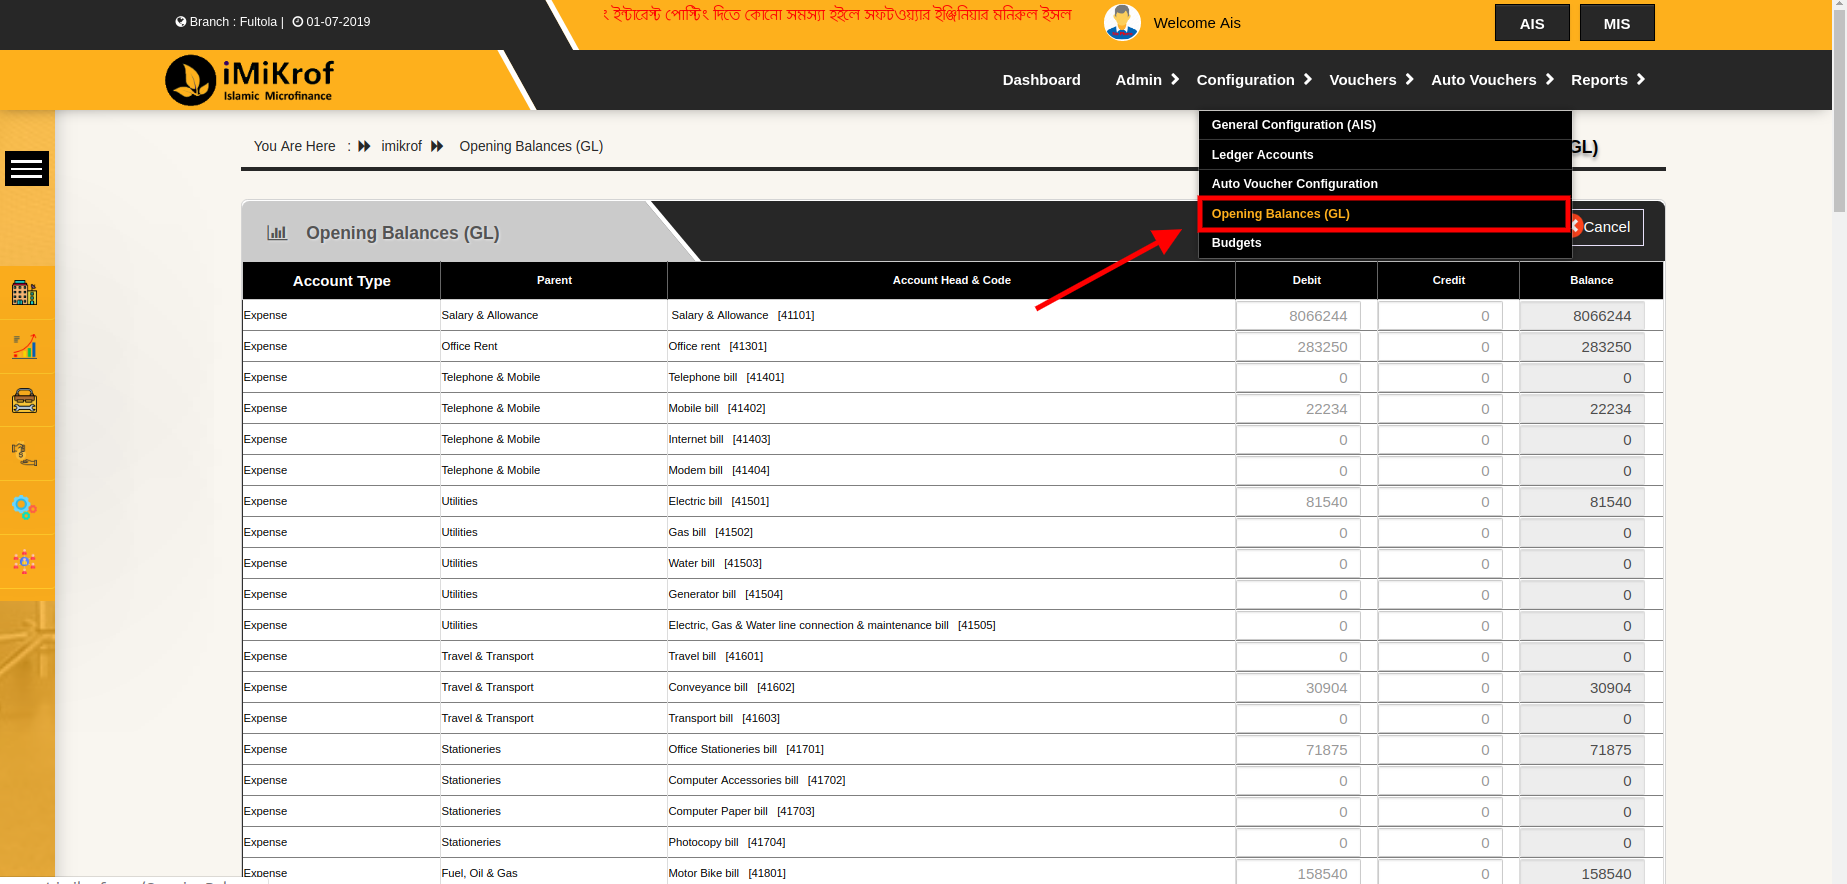 Branch : Fultola | 01-07-2019
ং ইন্টারেস্ট পোস্টিং দিতে কোনো সমস্যা হইলে সফটওয়্যার ইঞ্জিনিয়ার মনিরুল ইসল
Welcome Ais
AIS
MIS
iMiKrof
Islamic Microfinance
Dashboard Admin Configuration Vouchers Auto Vouchers Reports
General Configuration (AIS)
Ledger Accounts
Auto Voucher Configuration
Opening Balances (GL)
Budgets
You Are Here : imikrof Opening Balances (GL)
GL)
Opening Balances (GL)
Cancel
Account Type Parent Account Head & Code Debit Credit Balance
Expense Salary & Allowance Salary & Allowance [41101] 8066244 0 8066244
Expense Office Rent Office rent [41301] 283250 0 283250
Expense Telephone & Mobile Telephone bill [41401] 0 0 0
Expense Telephone & Mobile Mobile bill [41402] 22234 0 22234
Expense Telephone & Mobile Internet bill [41403] 0 0 0
Expense Telephone & Mobile Modem bill [41404] 0 0 0
Expense Utilities Electric bill [41501] 81540 0 81540
Expense Utilities Gas bill [41502] 0 0 0
Expense Utilities Water bill [41503] 0 0 0
Expense Utilities Generator bill [41504] 0 0 0
Expense Utilities Electric, Gas & Water line connection & maintenance bill [41505] 0 0 0
Expense Travel & Transport Travel bill [41601] 0 0 0
Expense Travel & Transport Conveyance bill [41602] 30904 0 30904
Expense Travel & Transport Transport bill [41603] 0 0 0
Expense Stationeries Office Stationeries bill [41701] 71875 0 71875
Expense Stationeries Computer Accessories bill [41702] 0 0 0
Expense Stationeries Computer Paper bill [41703] 0 0 0
Expense Stationeries Photocopy bill [41704] 0 0 0
Expense Fuel, Oil & Gas Motor Bike bill [41801] 158540 0 158540